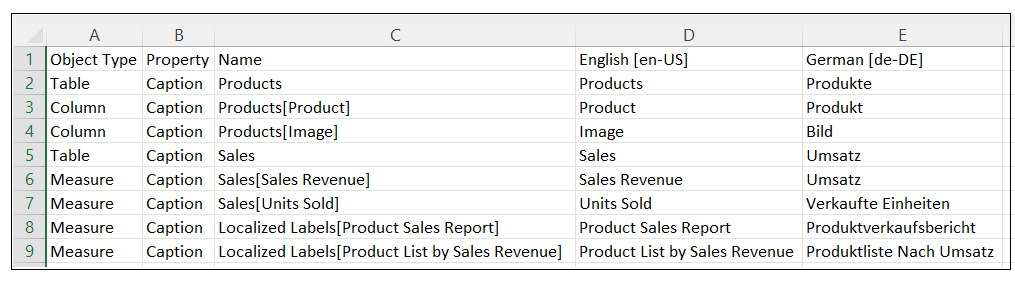 A B C D E
1 Object Type Property Name English [en-US] German [de-DE]
2 Table Caption Products Products Produkte
3 Column Caption Products[Product] Product Produkt
4 Column Caption Products[Image] Image Bild
5 Table Caption Sales Sales Umsatz
6 Measure Caption Sales[Sales Revenue] Sales Revenue Umsatz
7 Measure Caption Sales[Units Sold] Units Sold Verkaufte Einheiten
8 Measure Caption Localized Labels[Product Sales Report] Product Sales Report Produktverkaufsbericht
9 Measure Caption Localized Labels[Product List by Sales Revenue] Product List by Sales Revenue Produktliste Nach Umsatz